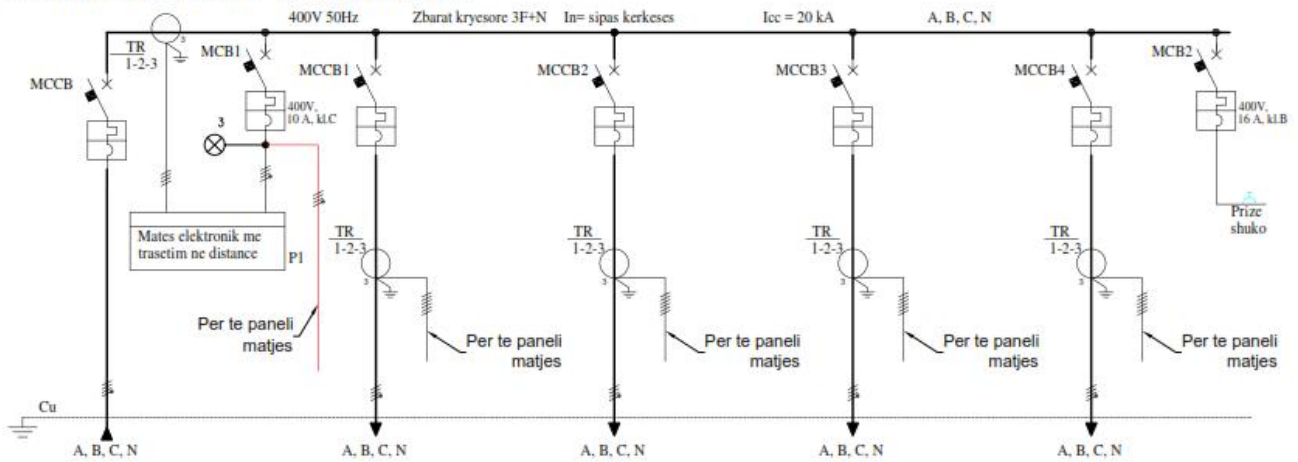 400V 50Hz Zbarat kryesore 3F+N In= sipas kerkeses Icc = 20 kA A, B, C, N
3
TR
1-2-3
MCCB
MCB1
400V,
10 A, kl.C
3
MCCB1
MCCB2
MCCB3
MCCB4
MCB2
400V,
16 A, kl.B
Prize
shuko
Mates elektronik me
trasetim ne distance
P1
TR
1-2-3
3
TR
1-2-3
3
TR
1-2-3
3
TR
1-2-3
3
Per te paneli
matjes
Per te paneli
matjes
Per te paneli
matjes
Per te paneli
matjes
Per te paneli
matjes
Cu
A, B, C, N
A, B, C, N
A, B, C, N
A, B, C, N
A, B, C, N